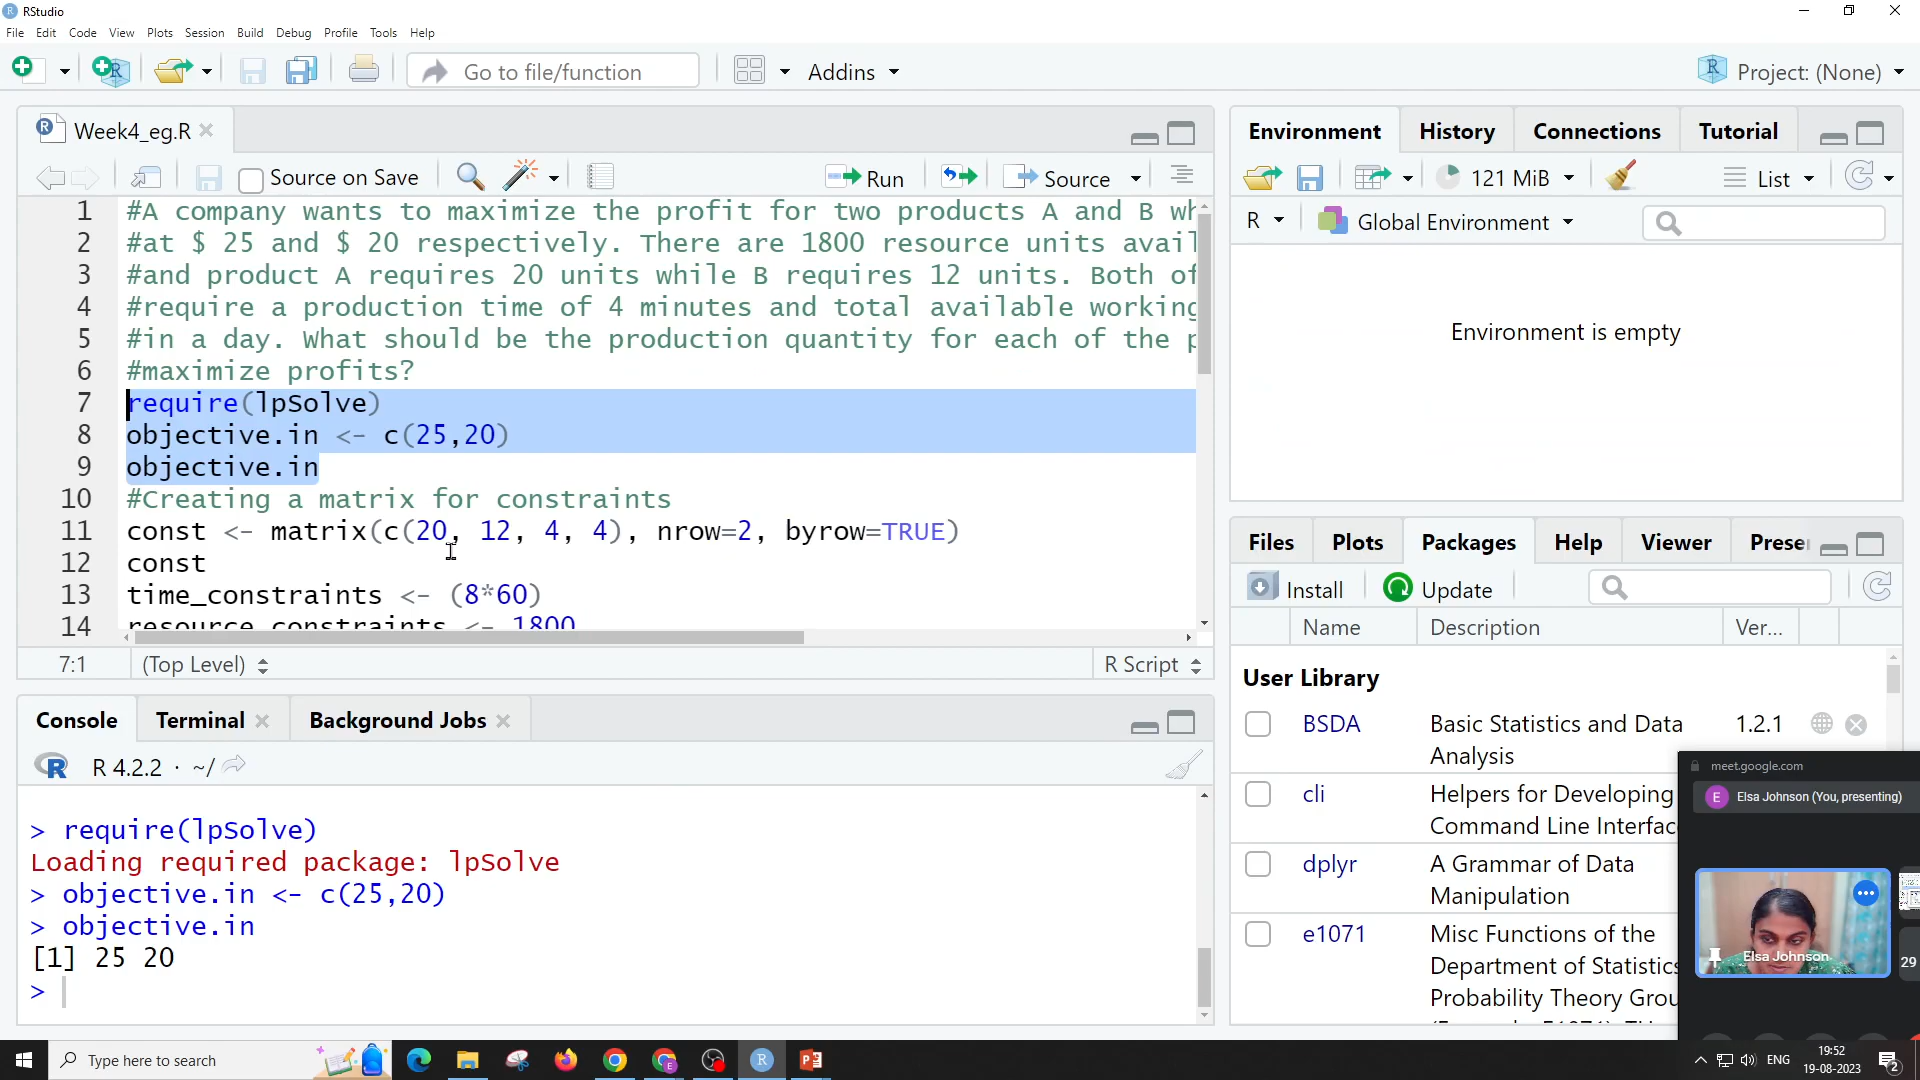 RStudio
File Edit Code View Plots Session Build Debug Profile Tools Help
Go to file/function
Addins
Project: (None)
Week4_eg.R
Source on Save
Run
Source
1 #A company wants to maximize the profit for two products A and B wh
2 #at $ 25 and $ 20 respectively. There are 1800 resource units avail
3 #and product A requires 20 units while B requires 12 units. Both of
4 #require a production time of 4 minutes and total available working
5 #in a day. What should be the production quantity for each of the p
6 #maximize profits?
7 require(lpSolve)
8 objective.in <- c(25,20)
9 objective.in
10 #Creating a matrix for constraints
11 const <- matrix(c(20, 12, 4, 4), nrow=2, byrow=TRUE)
12 const
13 time_constraints <- (8*60)
14 resource_constraints <- 1800
7:1 (Top Level) R Script
Console Terminal Background Jobs
R 4.2.2 · ~/
> require(lpSolve)
Loading required package: lpSolve
> objective.in <- c(25,20)
> objective.in
[1] 25 20
>
Environment History Connections Tutorial
121 MiB
List
R Global Environment
Environment is empty
Files Plots Packages Help Viewer Prese
Install Update
Name Description Ver...
User Library
BSDA Basic Statistics and Data Analysis 1.2.1
cli Helpers for Developing Command Line Interfac
dplyr A Grammar of Data Manipulation
e1071 Misc Functions of the Department of Statistics Probability Theory Grou
meet.google.com
E Elsa Johnson (You, presenting)
Elsa Johnson
29
Type here to search
ENG
19:52
19-08-2023
2